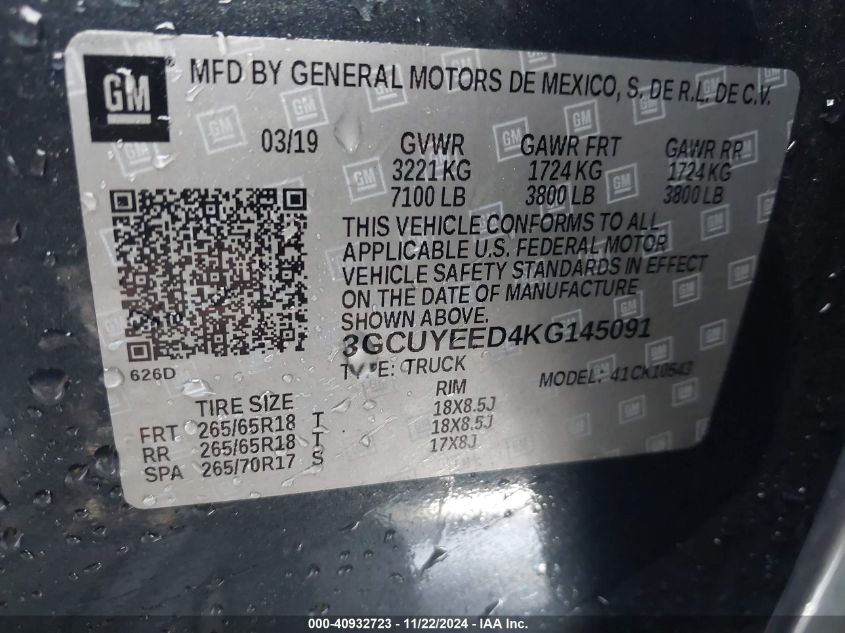 GM
MFD BY GENERAL MOTORS DE MEXICO, S. DE R.L. DE C.V.
03/19 GVWR GAWR FRT GAWR RR
3221 KG 1724 KG 1724 KG
7100 LB 3800 LB 3800 LB
THIS VEHICLE CONFORMS TO ALL
APPLICABLE U.S. FEDERAL MOTOR
VEHICLE SAFETY STANDARDS IN EFFECT
ON THE DATE OF MANUFACTURE
SHOWN ABOVE.
3GCUYEED4KG145091
626D TYPE: TRUCK MODEL: 41CK10543
TIRE SIZE RIM
FRT 265/65R18 T 18X8.5J
RR 265/65R18 T 18X8.5J
SPA 265/70R17 S 17X8J
000-40932723 - 11/22/2024 - IAA, Inc.